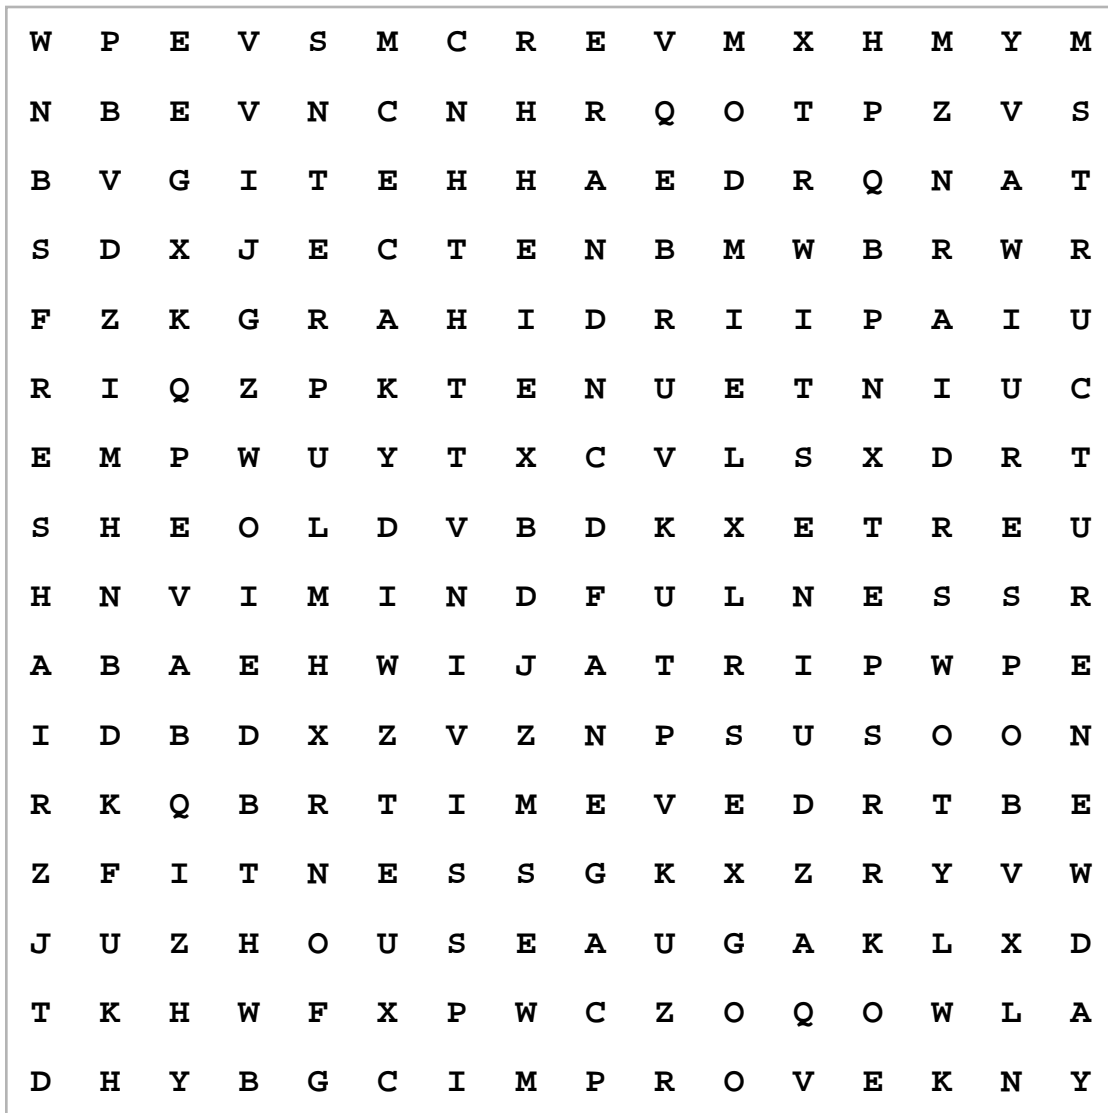 W P E V S M C R E V M X H M Y M
N B E V N C N H R Q O T P Z V S
B V G I T E H H A E D R Q N A T
S D X J E C T E N B M W B R W R
F Z K G R A H I D R I I P A I U
R I Q Z P K T E N U E T N I U C
E M P W U Y T X C V L S X D R T
S H E O L D V B D K X E T R E U
H N V I M I N D F U L N E S S R
A B A E H W I J A T R I P W P E
I D B D X Z V Z N P S U S O O N
R K Q B R T I M E V E D R T B E
Z F I T N E S S G K X Z R Y V W
J U Z H O U S E A U G A K L X D
T K H W F X P W C Z O Q O W L A
D H Y B G C I M P R O V E K N Y